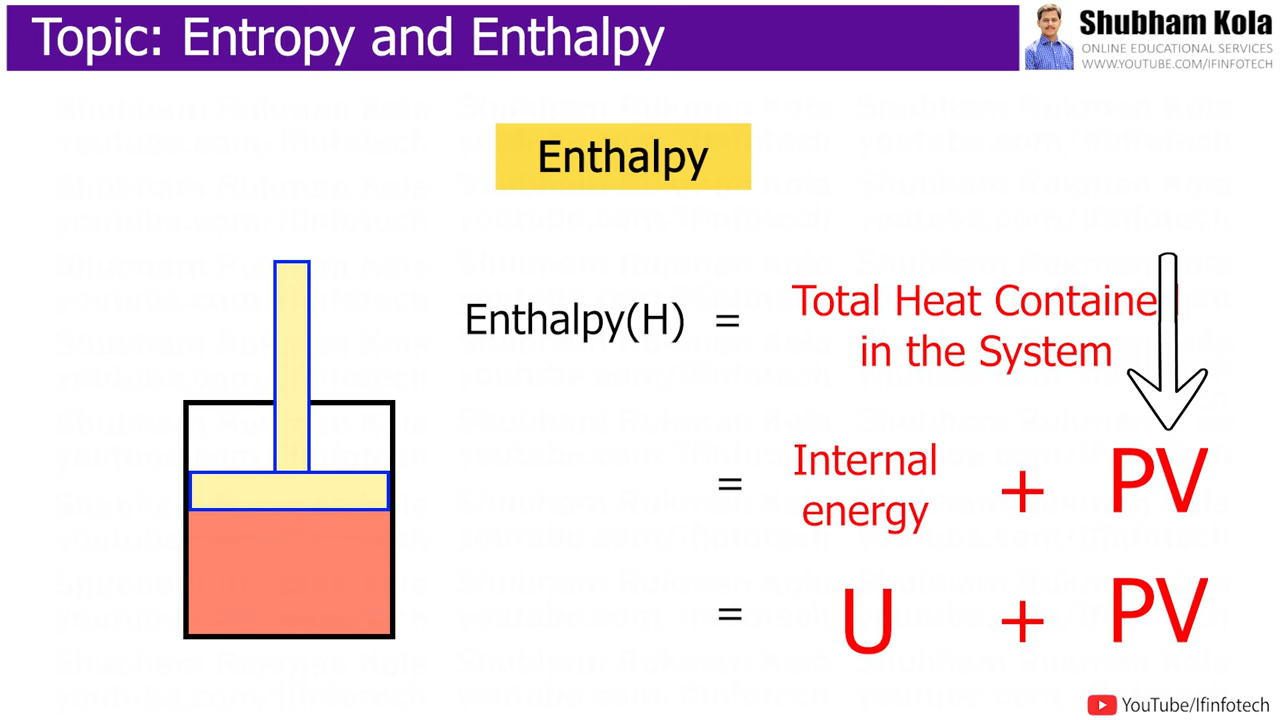 Topic: Entropy and Enthalpy
Shubham Kola
ONLINE EDUCATIONAL SERVICES
WWW.YOUTUBE.COM/IFINFOTECH
Enthalpy
Enthalpy(H) = Total Heat Containe
in the System
= Internal energy + PV
= U + PV
YouTube/Ifinfotech